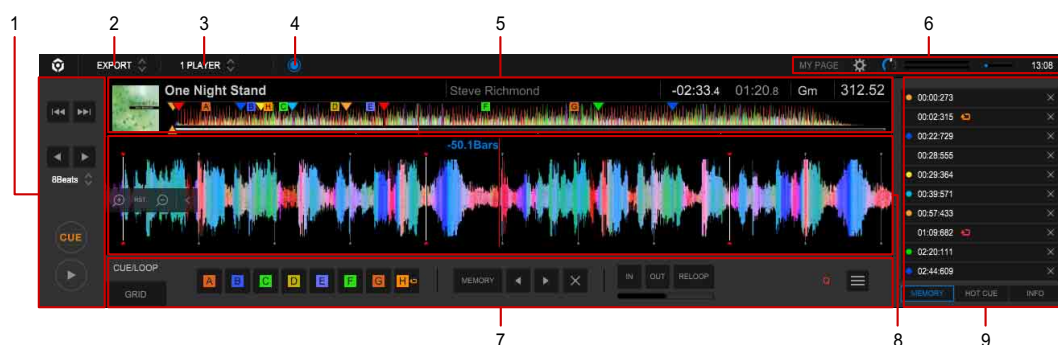 1 2 3 4 5 6
EXPORT 1 PLAYER MY PAGE 13:08
One Night Stand Steve Richmond -02:33.4 01:20.8 Gm 312.52
A B H C D E F G
-50.1Bars
8Beats
RST
CUE
00:00:273
00:02:315
00:22:729
00:28:555
00:29:364
00:39:571
00:57:433
01:09:682
02:20:111
02:44:609
CUE/LOOP
GRID
A B C D E F G H MEMORY IN OUT RELOOP Q
MEMORY HOT CUE INFO
7 8 9